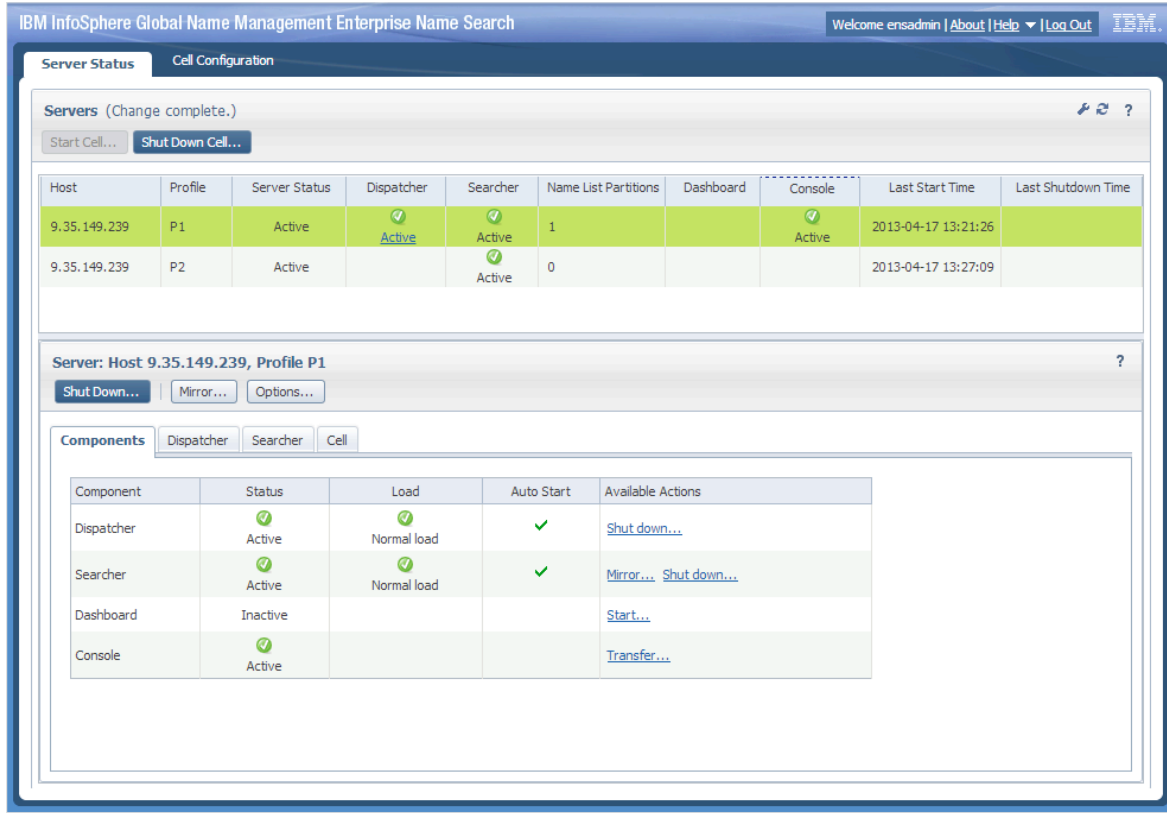 IBM InfoSphere Global Name Management Enterprise Name Search
Welcome ensadmin | About | Help | Log Out
IBM.
Server Status
Cell Configuration
Servers (Change complete.)
?
Start Cell...
Shut Down Cell...
Host Profile Server Status Dispatcher Searcher Name List Partitions Dashboard Console Last Start Time Last Shutdown Time
9.35.149.239 P1 Active Active Active 1 Active 2013-04-17 13:21:26
9.35.149.239 P2 Active Active 0 2013-04-17 13:27:09
Server: Host 9.35.149.239, Profile P1
?
Shut Down... | Mirror... Options...
Components Dispatcher Searcher Cell
Component Status Load Auto Start Available Actions
Dispatcher Active Normal load Shut down...
Searcher Active Normal load Mirror... Shut down...
Dashboard Inactive Start...
Console Active Transfer...